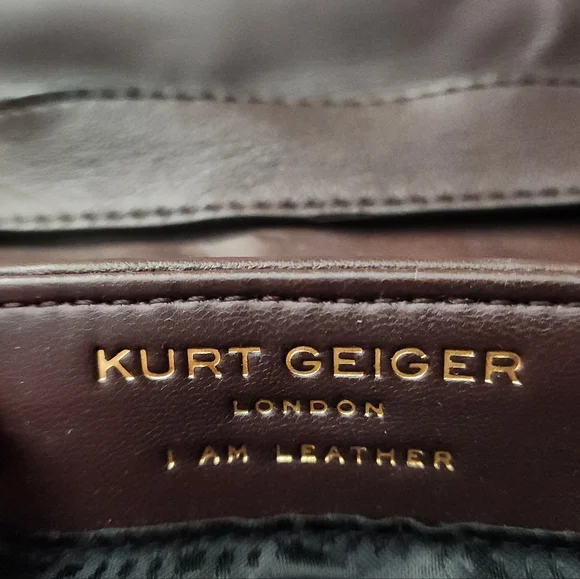 KURT GEIGER
LONDON
I AM LEATHER